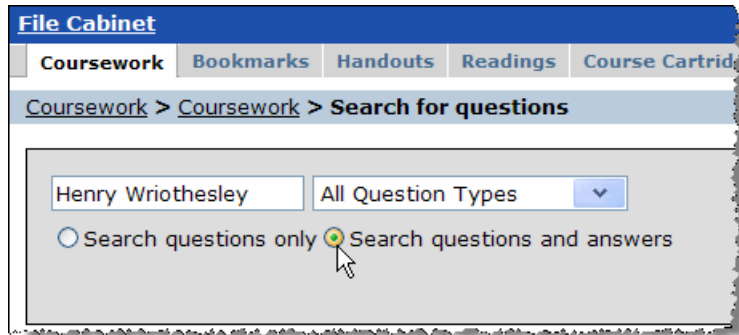 File Cabinet
Coursework Bookmarks Handouts Readings Course Cartrid
Coursework > Coursework > Search for questions
Henry Wriothesley All Question Types
Search questions only Search questions and answers